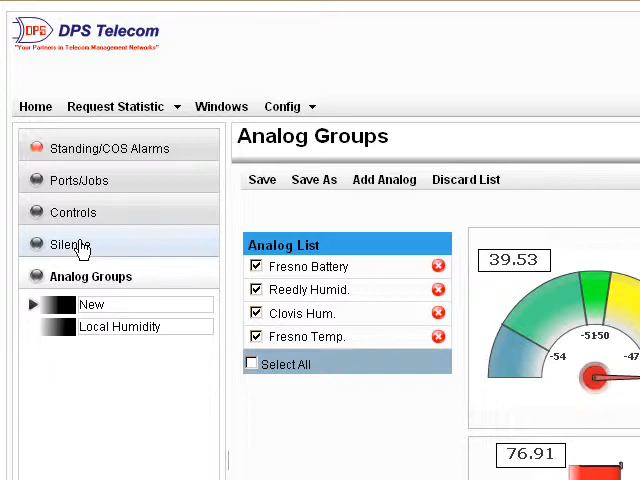 DPS DPS Telecom
"Your Partners in Telecom Management Networks"
Home Request Statistic Windows Config
Standing/COS Alarms
Ports/Jobs
Controls
Silence
Analog Groups
New
Local Humidity
Analog Groups
Save Save As Add Analog Discard List
Analog List
Fresno Battery
Reedly Humid.
Clovis Hum.
Fresno Temp.
Select All
39.53
-54
-51
-50
-47
76.91